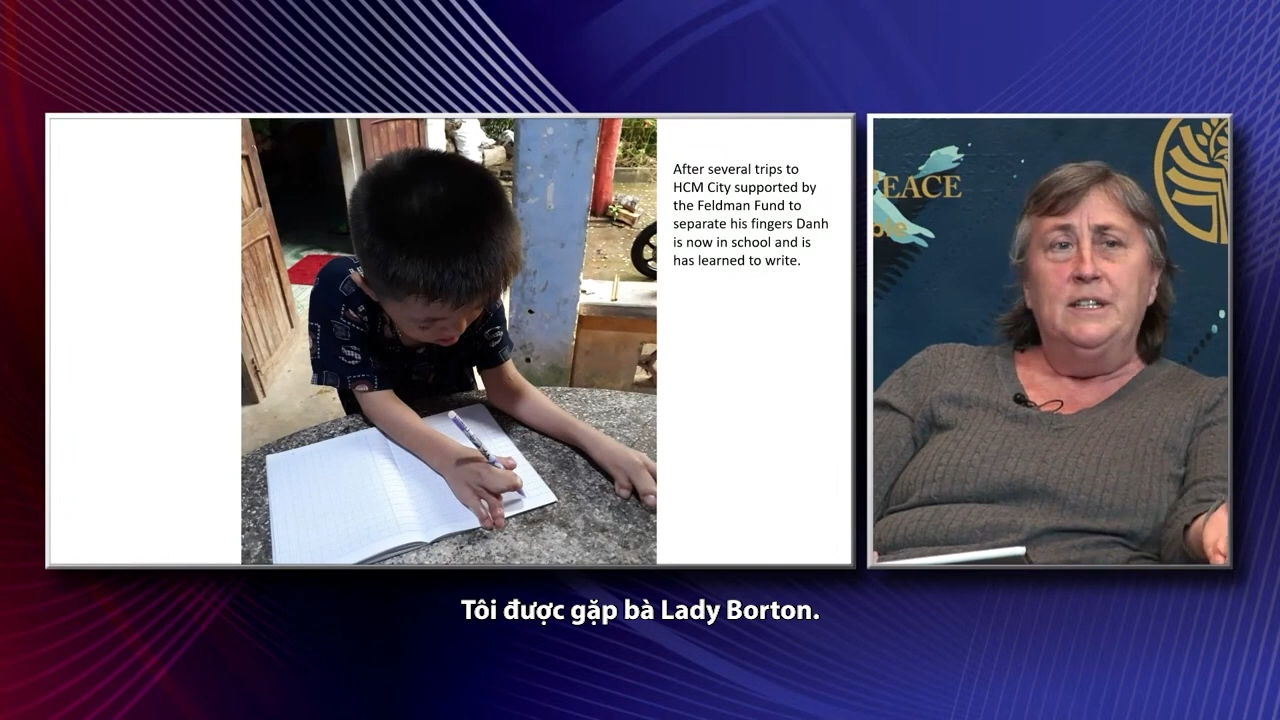 After several trips to
HCM City supported by
the Feldman Fund to
separate his fingers Danh
is now in school and is
has learned to write.
EACE
Tôi được gặp bà Lady Borton.